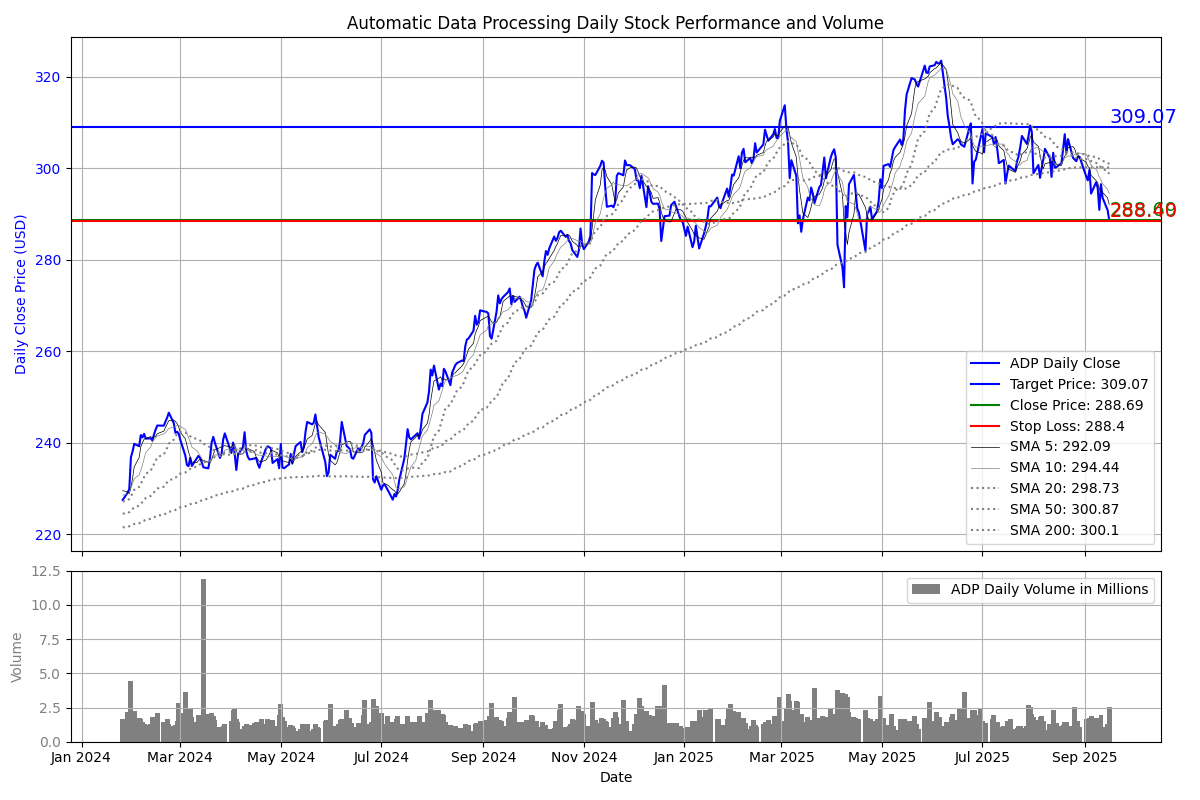 Automatic Data Processing Daily Stock Performance and Volume
Daily Close Price (USD)
320
300
280
260
240
220
309.07
288.69
288.40
ADP Daily Close
Target Price: 309.07
Close Price: 288.69
Stop Loss: 288.4
SMA 5: 292.09
SMA 10: 294.44
SMA 20: 298.73
SMA 50: 300.87
SMA 200: 300.1
Volume
12.5
10.0
7.5
5.0
2.5
0.0
ADP Daily Volume in Millions
Jan 2024 Mar 2024 May 2024 Jul 2024 Sep 2024 Nov 2024 Jan 2025 Mar 2025 May 2025 Jul 2025 Sep 2025
Date